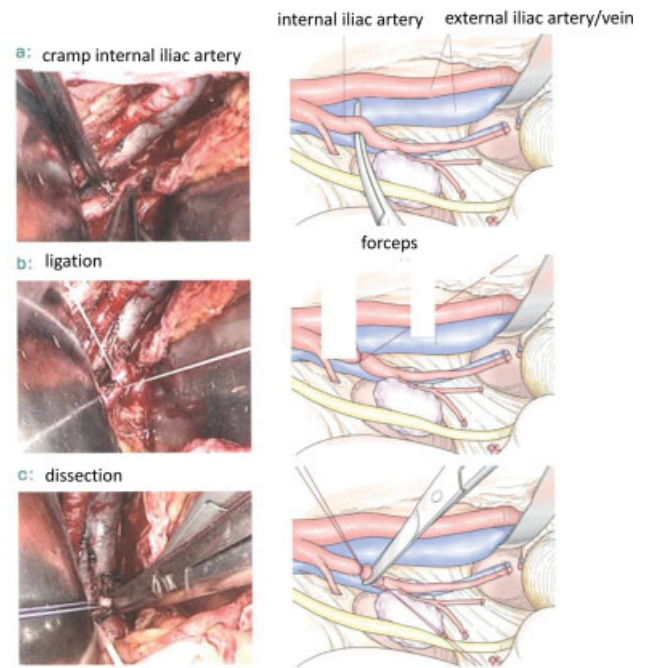 internal iliac artery
external iliac artery/vein
a: cramp internal iliac artery
forceps
b: ligation
c: dissection